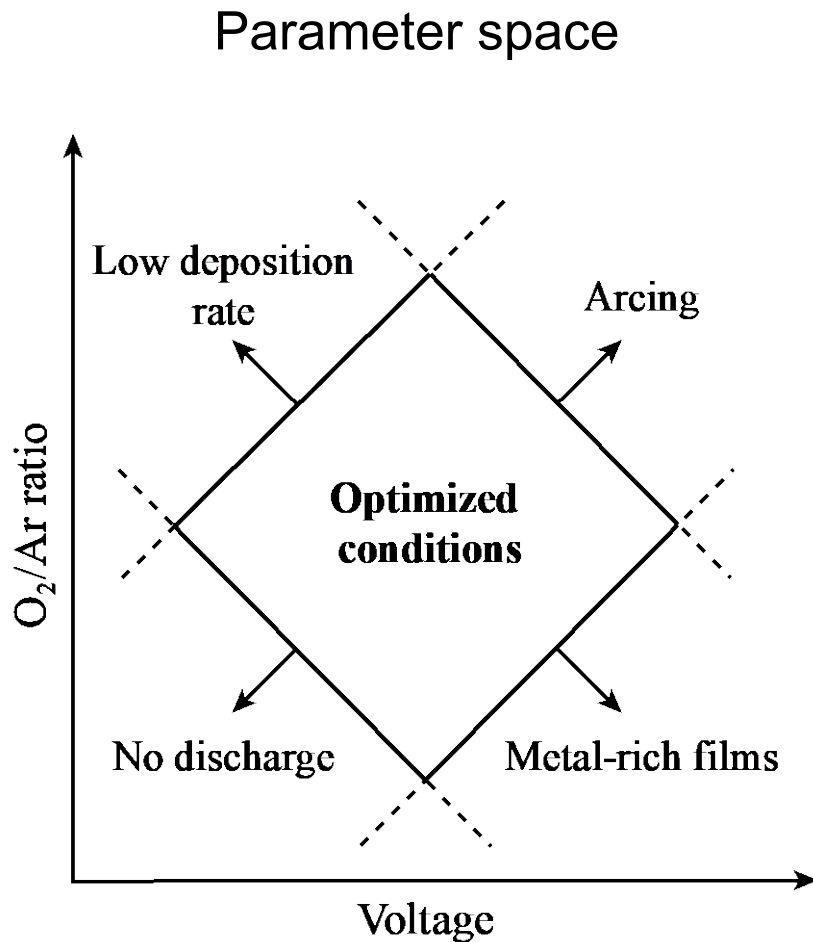 Parameter space
Low deposition
rate
Arcing
O₂/Ar ratio
Optimized
conditions
No discharge
Metal-rich films
Voltage